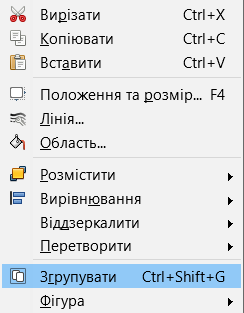 Вирізати Ctrl+X
Копіювати Ctrl+C
Вставити Ctrl+V
Положення та розмір... F4
Лінія...
Область...
Розмістити
Вирівнювання
Віддзеркалити
Перетворити
Згрупувати Ctrl+Shift+G
Фігура